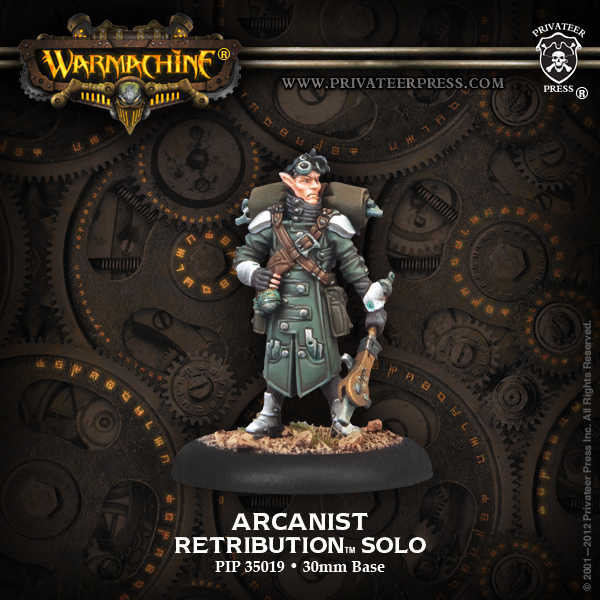 WARMACHINE®
WWW.PRIVATEERPRESS.COM
PRIVATEER
PRESS®
ARCANIST
RETRIBUTION™ SOLO
PIP 35019 • 30mm Base
© 2001–2012 Privateer Press Inc. All Rights Reserved.